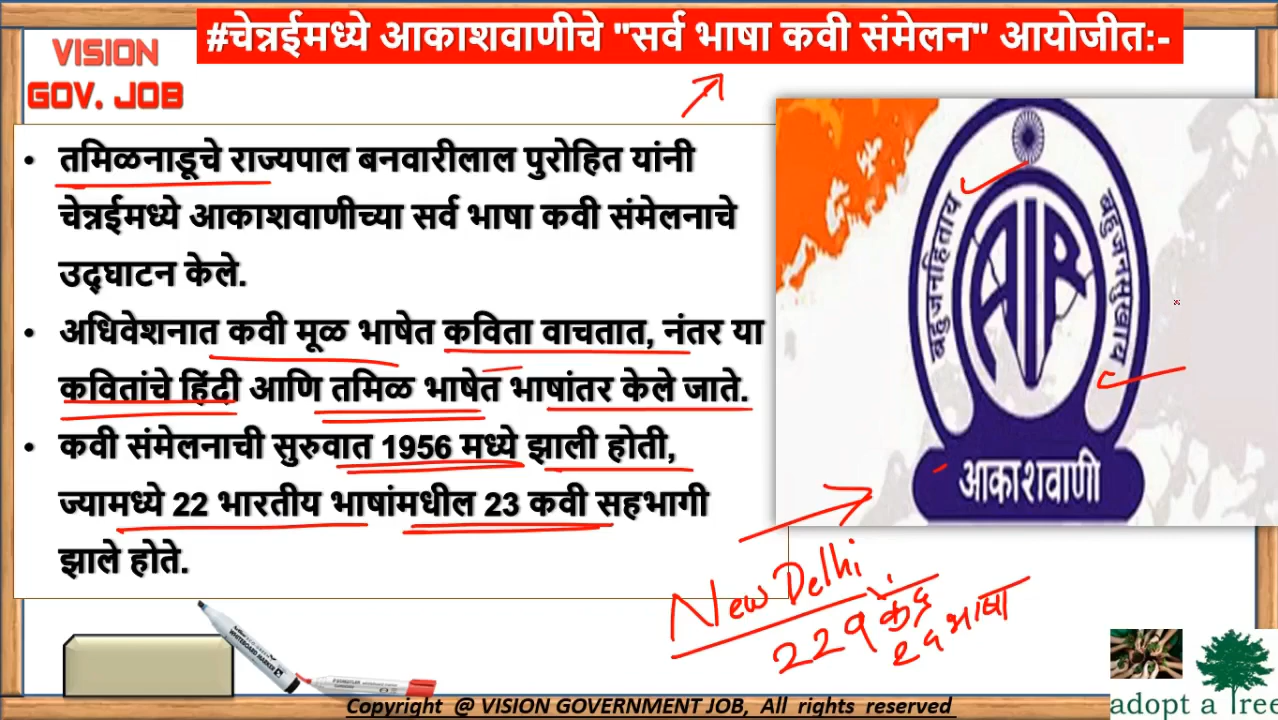 #चेन्नईमध्ये आकाशवाणीचे "सर्व भाषा कवी संमेलन" आयोजीत:-
VISION
GOV. JOB
• तमिळनाडूचे राज्यपाल बनवारीलाल पुरोहित यांनी
चेन्नईमध्ये आकाशवाणीच्या सर्व भाषा कवी संमेलनाचे
उद्घाटन केले.
• अधिवेशनात कवी मूळ भाषेत कविता वाचतात, नंतर या
कवितांचे हिंदी आणि तमिळ भाषेत भाषांतर केले जाते.
• कवी संमेलनाची सुरुवात 1956 मध्ये झाली होती,
ज्यामध्ये 22 भारतीय भाषांमधील 23 कवी सहभागी
झाले होते.
बहुजनहिताय
बहुजनसुखाय
AIR
आकाशवाणी
New Delhi
229 केंद्र
भाषा
WHITEBOARD MARKER
adopt a Tree
Copyright @ VISION GOVERNMENT JOB, All rights reserved